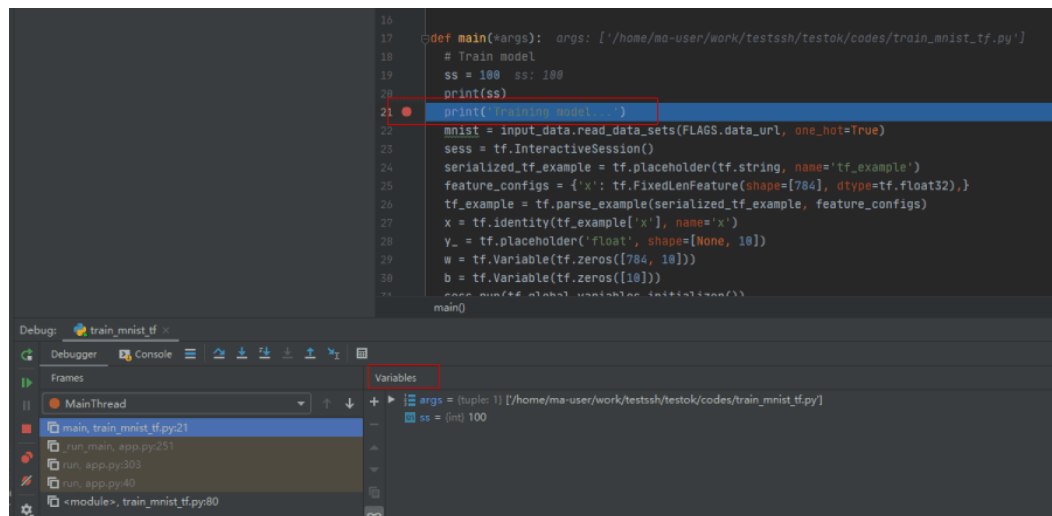 16
17 def main(*args): args: ['/home/ma-user/work/testssh/testok/codes/train_mnist_tf.py']
18 # Train model
19 ss = 100 ss: 100
20 print(ss)
21 print('Training model...')
22 mnist = input_data.read_data_sets(FLAGS.data_url, one_hot=True)
23 sess = tf.InteractiveSession()
24 serialized_tf_example = tf.placeholder(tf.string, name='tf_example')
25 feature_configs = {'x': tf.FixedLenFeature(shape=[784], dtype=tf.float32),}
26 tf_example = tf.parse_example(serialized_tf_example, feature_configs)
27 x = tf.identity(tf_example['x'], name='x')
28 y_ = tf.placeholder('float', shape=[None, 10])
29 w = tf.Variable(tf.zeros([784, 10]))
30 b = tf.Variable(tf.zeros([10]))
31 sess.run(tf.global_variables_initializer())
main()
Debug: train_mnist_tf
Debugger Console
Frames Variables
MainThread
args = {tuple: 1} ['/home/ma-user/work/testssh/testok/codes/train_mnist_tf.py']
ss = {int} 100
main, train_mnist_tf.py:21
_run_main, app.py:251
run, app.py:303
run, app.py:40
<module>, train_mnist_tf.py:80